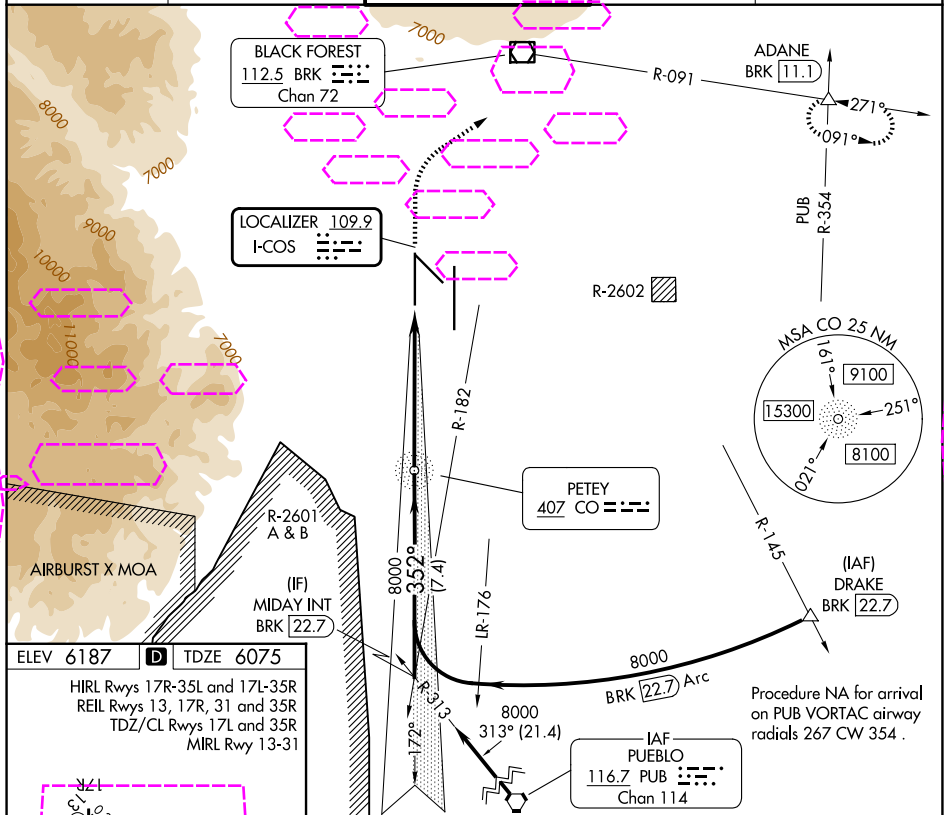 7000
BLACK FOREST
112.5 BRK
Chan 72
ADANE
BRK 11.1
R-091
271°
091°
8000
7000
PUB
R-354
LOCALIZER 109.9
I-COS
9000
10000
11000
7000
R-2602
MSA CO 25 NM
161°
9100
15300
251°
8100
021°
R-182
PETEY
407 CO
R-2601
A & B
AIRBURST X MOA
8000
352°
(7.4)
LR-176
R-145
(IF)
MIDAY INT
BRK 22.7
(IAF)
DRAKE
BRK 22.7
8000
BRK 22.7 Arc
R-313
172°
8000
313° (21.4)
IAF
PUEBLO
116.7 PUB
Chan 114
Procedure NA for arrival
on PUB VORTAC airway
radials 267 CW 354 .
ELEV 6187
D
TDZE 6075
HIRL Rwys 17R-35L and 17L-35R
REIL Rwys 13, 17R, 31 and 35R
TDZ/CL Rwys 17L and 35R
MIRL Rwy 13-31
17R